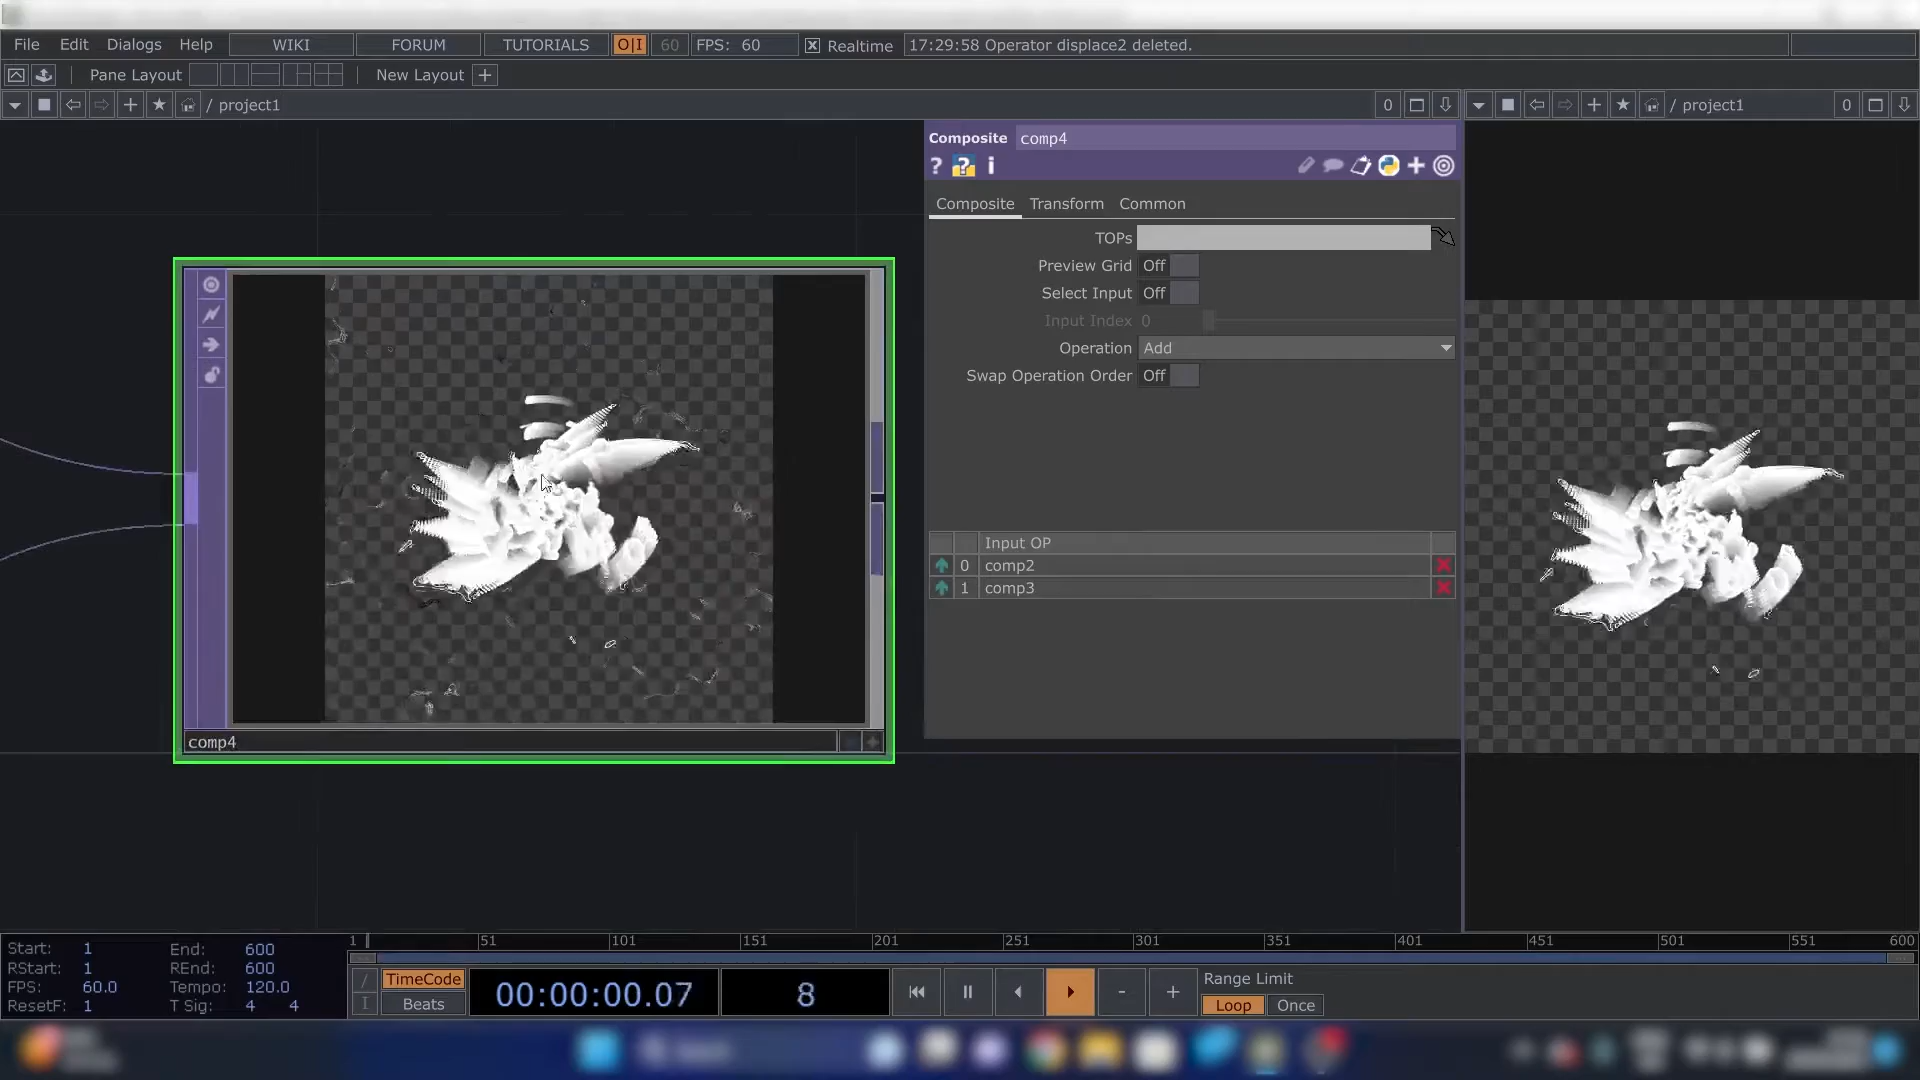 File Edit Dialogs Help WIKI FORUM TUTORIALS O|I 60 FPS: 60 Realtime 17:29:58 Operator displace2 deleted.
Pane Layout New Layout +
/ project1 0 / project1 0
Composite comp4
? ? i
Composite Transform Common
TOPs
Preview Grid Off
Select Input Off
Input Index 0
Operation Add
Swap Operation Order Off
Input OP
0 comp2
1 comp3
comp4
1 51 101 151 201 251 301 351 401 451 501 551 600
Start: 1 End: 600
RStart: 1 REnd: 600
FPS: 60.0 Tempo: 120.0
ResetF: 1 T Sig: 4 4
TimeCode
Beats
00:00:00.07
8
- +
Range Limit
Loop Once